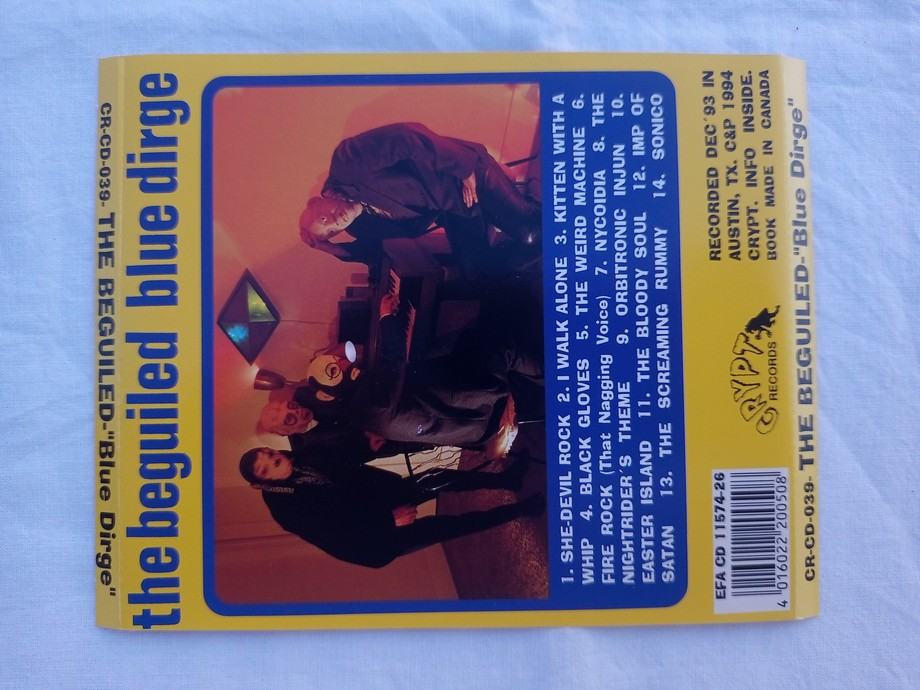 CR-CD-039- THE BEGUILED-"Blue Dirge"
the beguiled blue dirge
1. SHE-DEVIL ROCK 2. I WALK ALONE 3. KITTEN WITH A
WHIP 4. BLACK GLOVES 5. THE WEIRD MACHINE 6.
FIRE ROCK (That Nagging Voice) 7. NYCOIDIA 8. THE
NIGHTRIDER´S THEME 9. ORBITRONIC INJUN 10.
EASTER ISLAND 11. THE BLOODY SOUL 12. IMP OF
SATAN 13. THE SCREAMING RUMMY 14. SONICO
EFA CD 11574-26
4 016022 200508
CRYPT
RECORDS
RECORDED DEC´93 IN
AUSTIN, TX. C&P 1994
CRYPT. INFO INSIDE.
BOOK MADE IN CANADA
CR-CD-039- THE BEGUILED-"Blue Dirge"